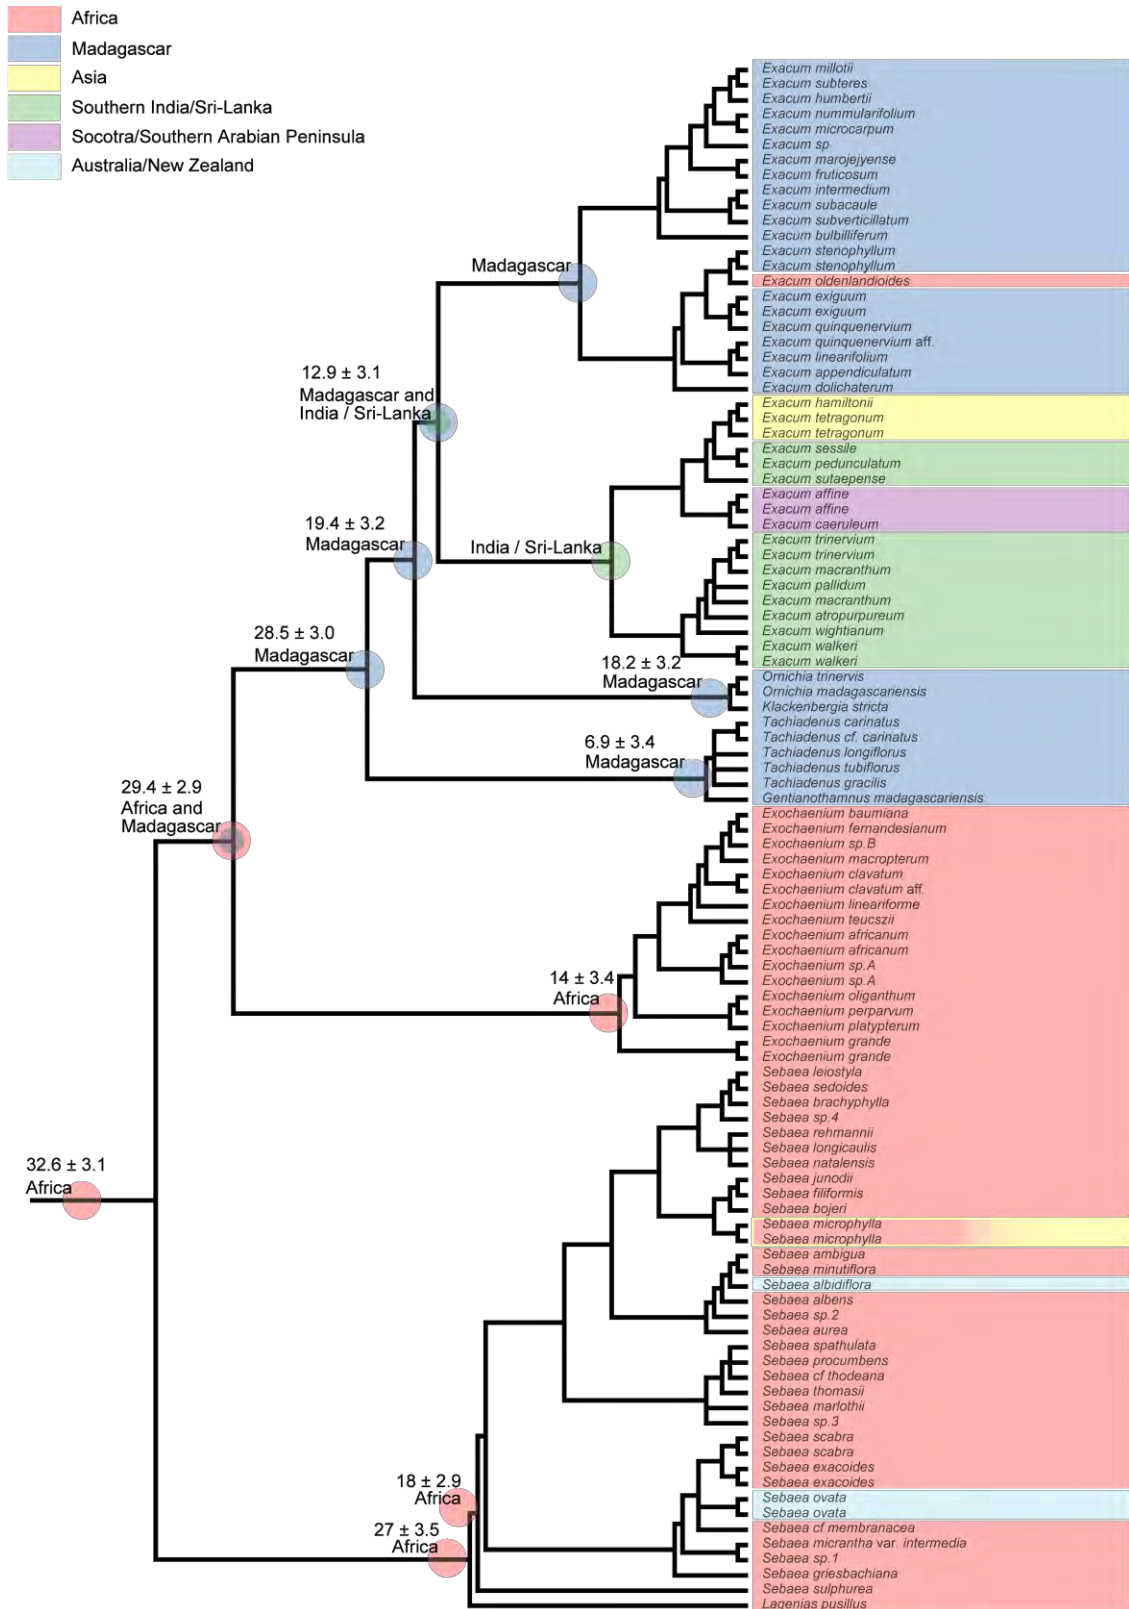 Africa
Madagascar
Asia
Southern India/Sri-Lanka
Socotra/Southern Arabian Peninsula
Australia/New Zealand
Exacum millotii
Exacum subteres
Exacum humbertii
Exacum nummularifolium
Exacum microcarpum
Exacum sp
Exacum marojejyense
Exacum fruticosum
Exacum intermedium
Exacum subacaule
Exacum subverticillatum
Exacum bulbilliferum
Exacum stenophyllum
Exacum stenophyllum
Exacum oldenlandioides
Exacum exiguum
Exacum exiguum
Exacum quinquenervium
Exacum quinquenervium aff.
Exacum linearifolium
Exacum appendiculatum
Exacum dolichaterum
Exacum hamiltonii
Exacum tetragonum
Exacum tetragonum
Exacum sessile
Exacum pedunculatum
Exacum sutaepense
Exacum affine
Exacum affine
Exacum caeruleum
Exacum trinervium
Exacum trinervium
Exacum macranthum
Exacum pallidum
Exacum macranthum
Exacum atropurpureum
Exacum wightianum
Exacum walkeri
Exacum walkeri
Ornichia trinervis
Ornichia madagascariensis
Klackenbergia stricta
Tachiadenus carinatus
Tachiadenus cf. carinatus
Tachiadenus longiflorus
Tachiadenus tubiflorus
Tachiadenus gracilis
Gentianothamnus madagascariensis
Exochaenium baumiana
Exochaenium fernandesianum
Exochaenium sp.B
Exochaenium macropterum
Exochaenium clavatum
Exochaenium clavatum aff.
Exochaenium lineariforme
Exochaenium teucszii
Exochaenium africanum
Exochaenium africanum
Exochaenium sp.A
Exochaenium sp.A
Exochaenium oliganthum
Exochaenium perparvum
Exochaenium platypterum
Exochaenium grande
Exochaenium grande
Sebaea leiostyla
Sebaea sedoides
Sebaea brachyphylla
Sebaea sp.4
Sebaea rehmannii
Sebaea longicaulis
Sebaea natalensis
Sebaea junodii
Sebaea filiformis
Sebaea bojeri
Sebaea microphylla
Sebaea microphylla
Sebaea ambigua
Sebaea minutiflora
Sebaea albidiflora
Sebaea albens
Sebaea sp.2
Sebaea aurea
Sebaea spathulata
Sebaea procumbens
Sebaea cf thodeana
Sebaea thomasii
Sebaea marlothii
Sebaea sp.3
Sebaea scabra
Sebaea scabra
Sebaea exacoides
Sebaea exacoides
Sebaea ovata
Sebaea ovata
Sebaea cf membranacea
Sebaea micrantha var. intermedia
Sebaea sp.1
Sebaea griesbachiana
Sebaea sulphurea
Lagenias pusillus
Madagascar
12.9 ± 3.1
Madagascar and
India / Sri-Lanka
19.4 ± 3.2
Madagascar
India / Sri-Lanka
28.5 ± 3.0
Madagascar
18.2 ± 3.2
Madagascar
6.9 ± 3.4
Madagascar
29.4 ± 2.9
Africa and
Madagascar
14 ± 3.4
Africa
32.6 ± 3.1
Africa
18 ± 2.9
Africa
27 ± 3.5
Africa